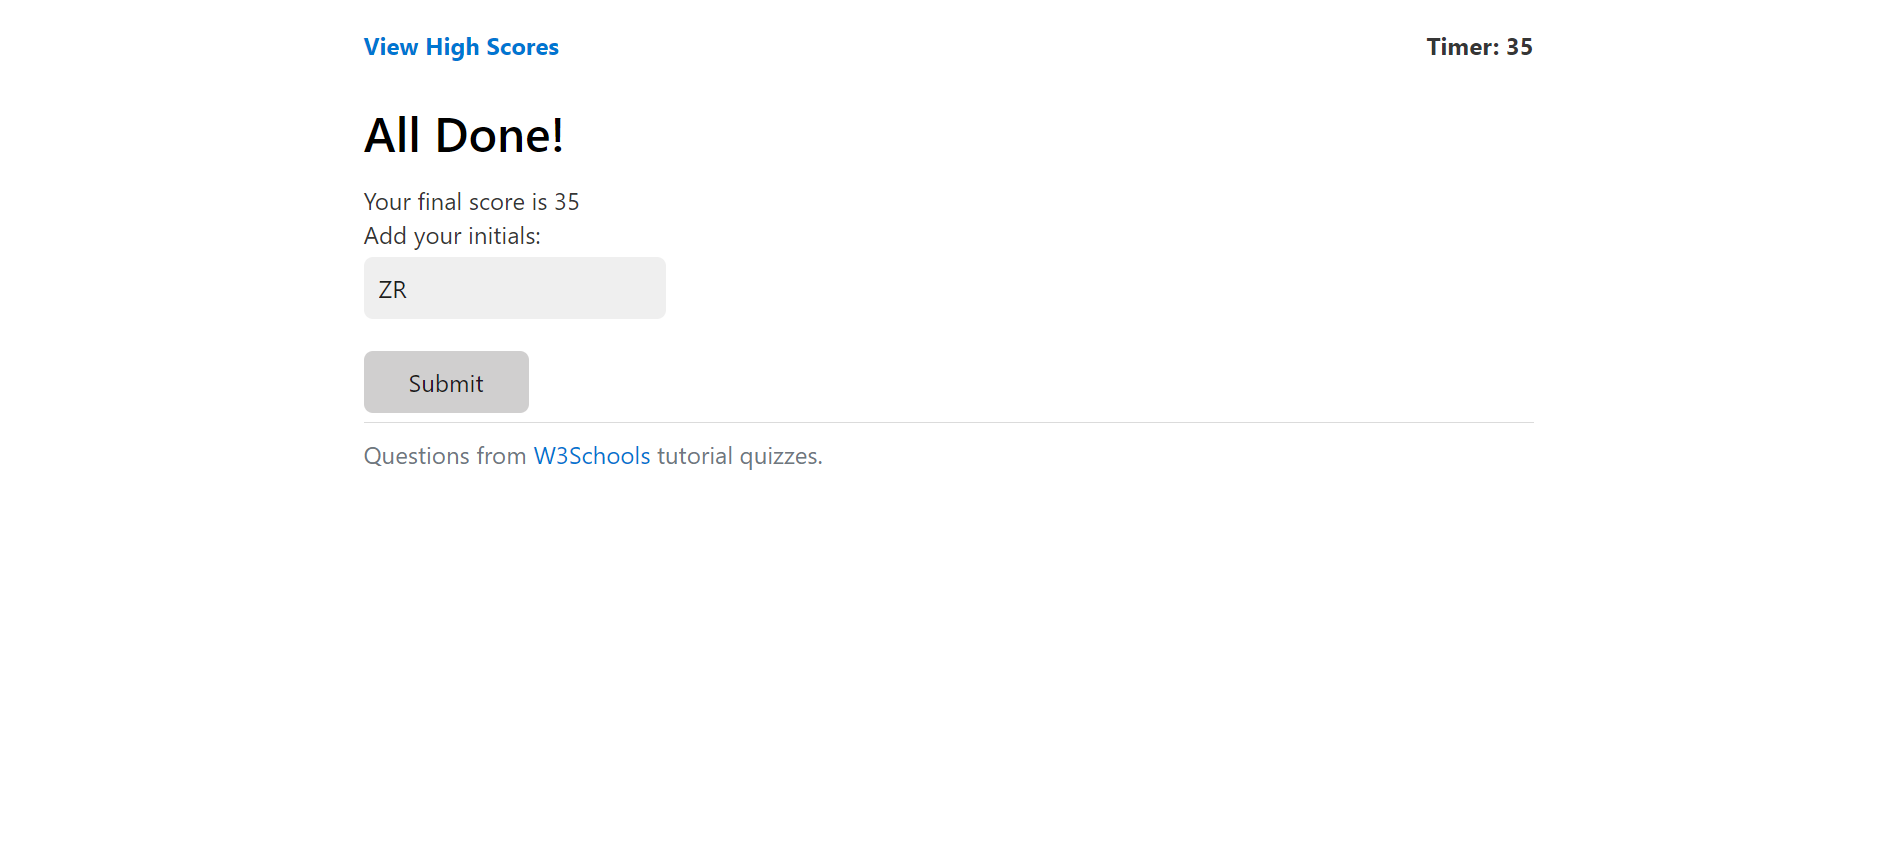 View High Scores
Timer: 35
All Done!
Your final score is 35
Add your initials:
ZR
Submit
Questions from W3Schools tutorial quizzes.